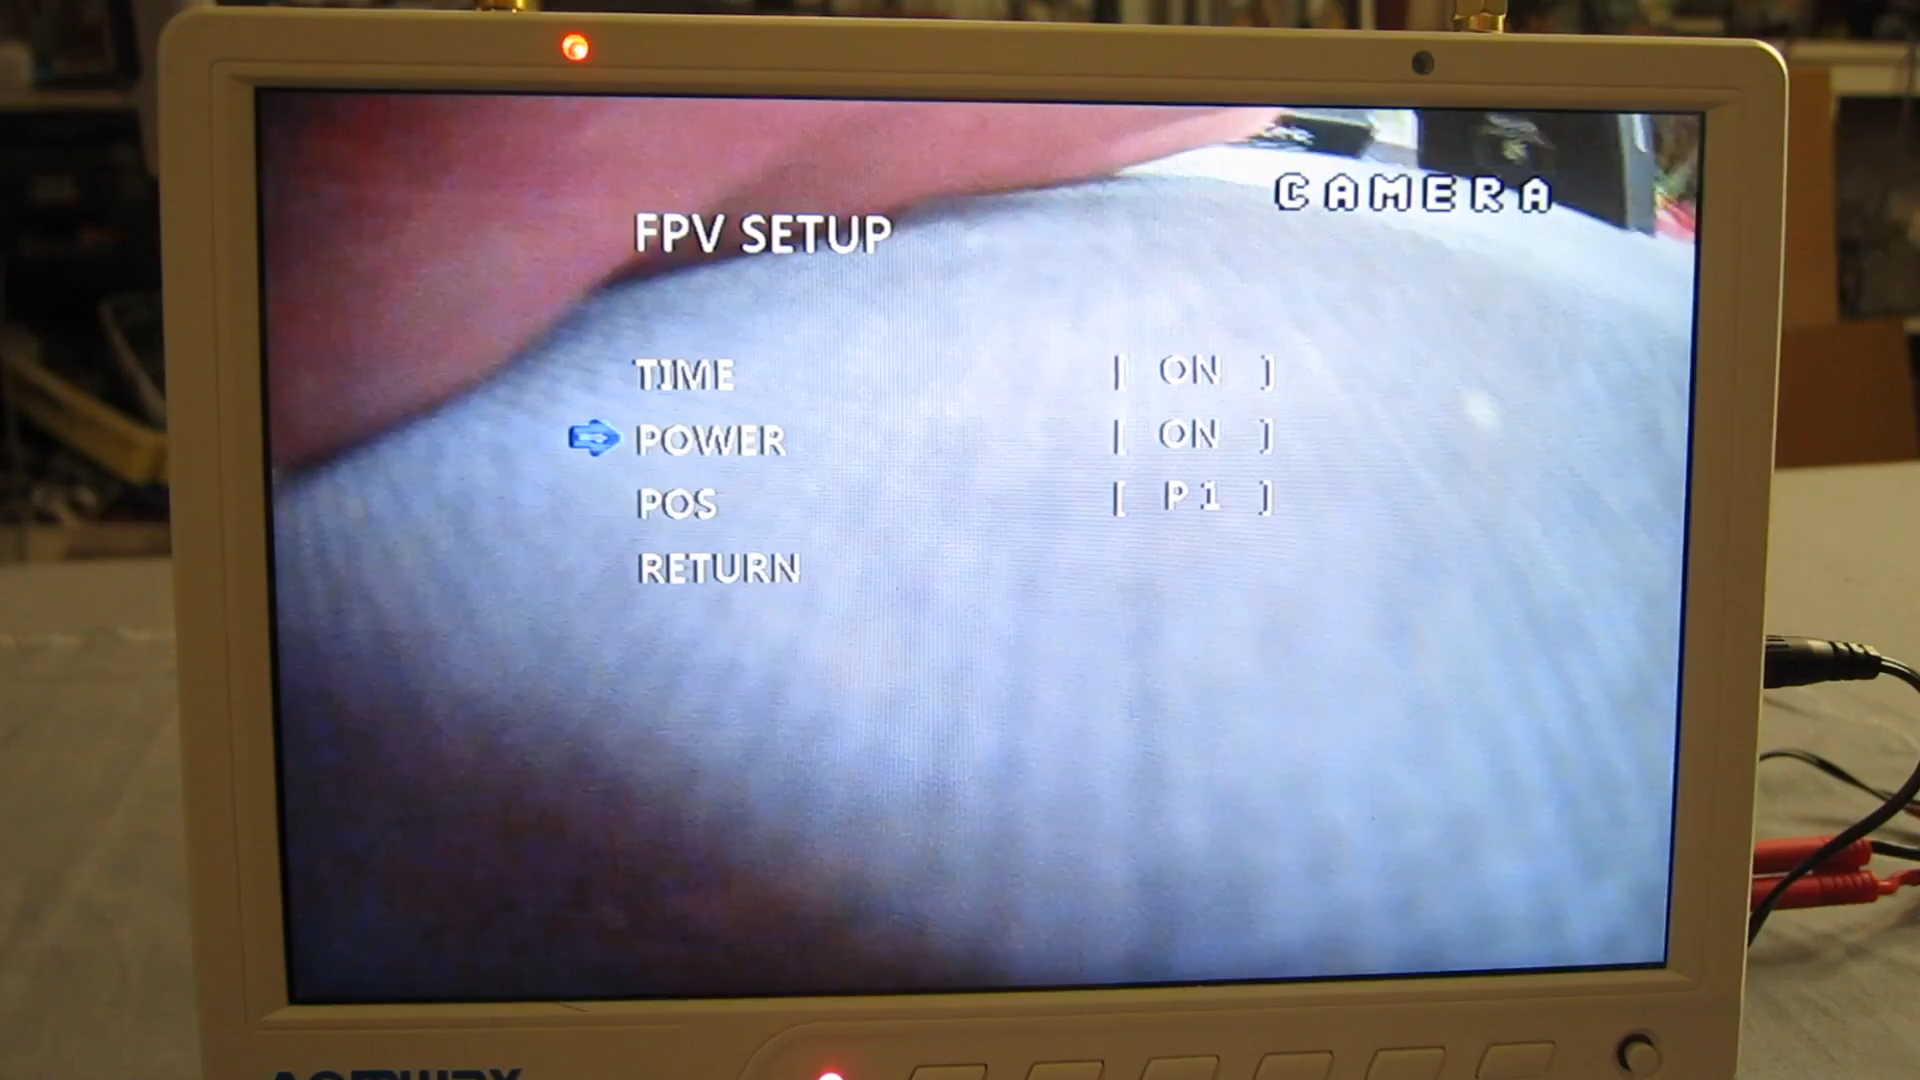 CAMERA
FPV SETUP
TIME [ ON ]
POWER [ ON ]
POS [ P1 ]
RETURN